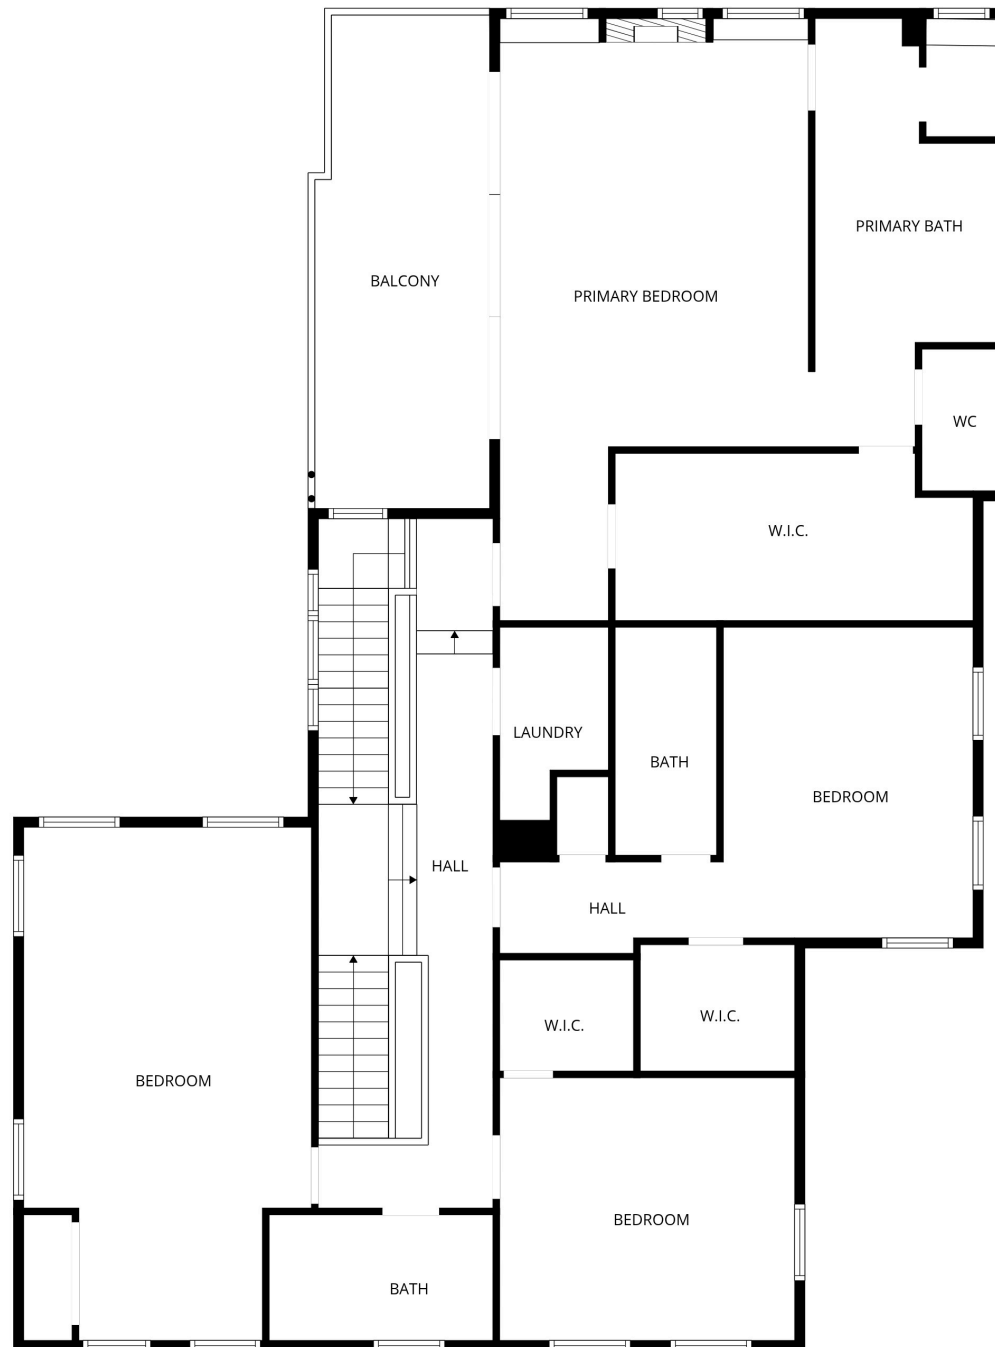 PRIMARY BATH
BALCONY
PRIMARY BEDROOM
WC
W.I.C.
LAUNDRY
BATH
BEDROOM
HALL
HALL
W.I.C.
W.I.C.
BEDROOM
BEDROOM
BATH